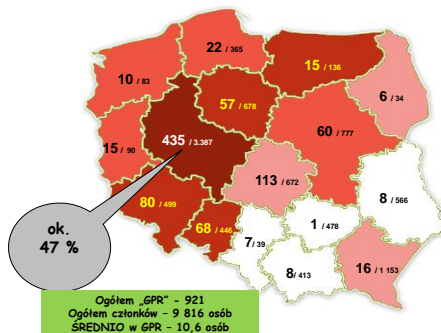 22 / 365
15 / 136
10 / 83
6 / 34
57 / 678
60 / 777
435 / 3.387
15 / 90
113 / 672
8 / 566
80 / 499
68 / 446
1 / 478
7 / 39
8 / 413
16 / 1 153
ok.
47 %
Ogółem „GPR” - 921
Ogółem członków – 9 816 osób
ŚREDNIO w GPR – 10,6 osób